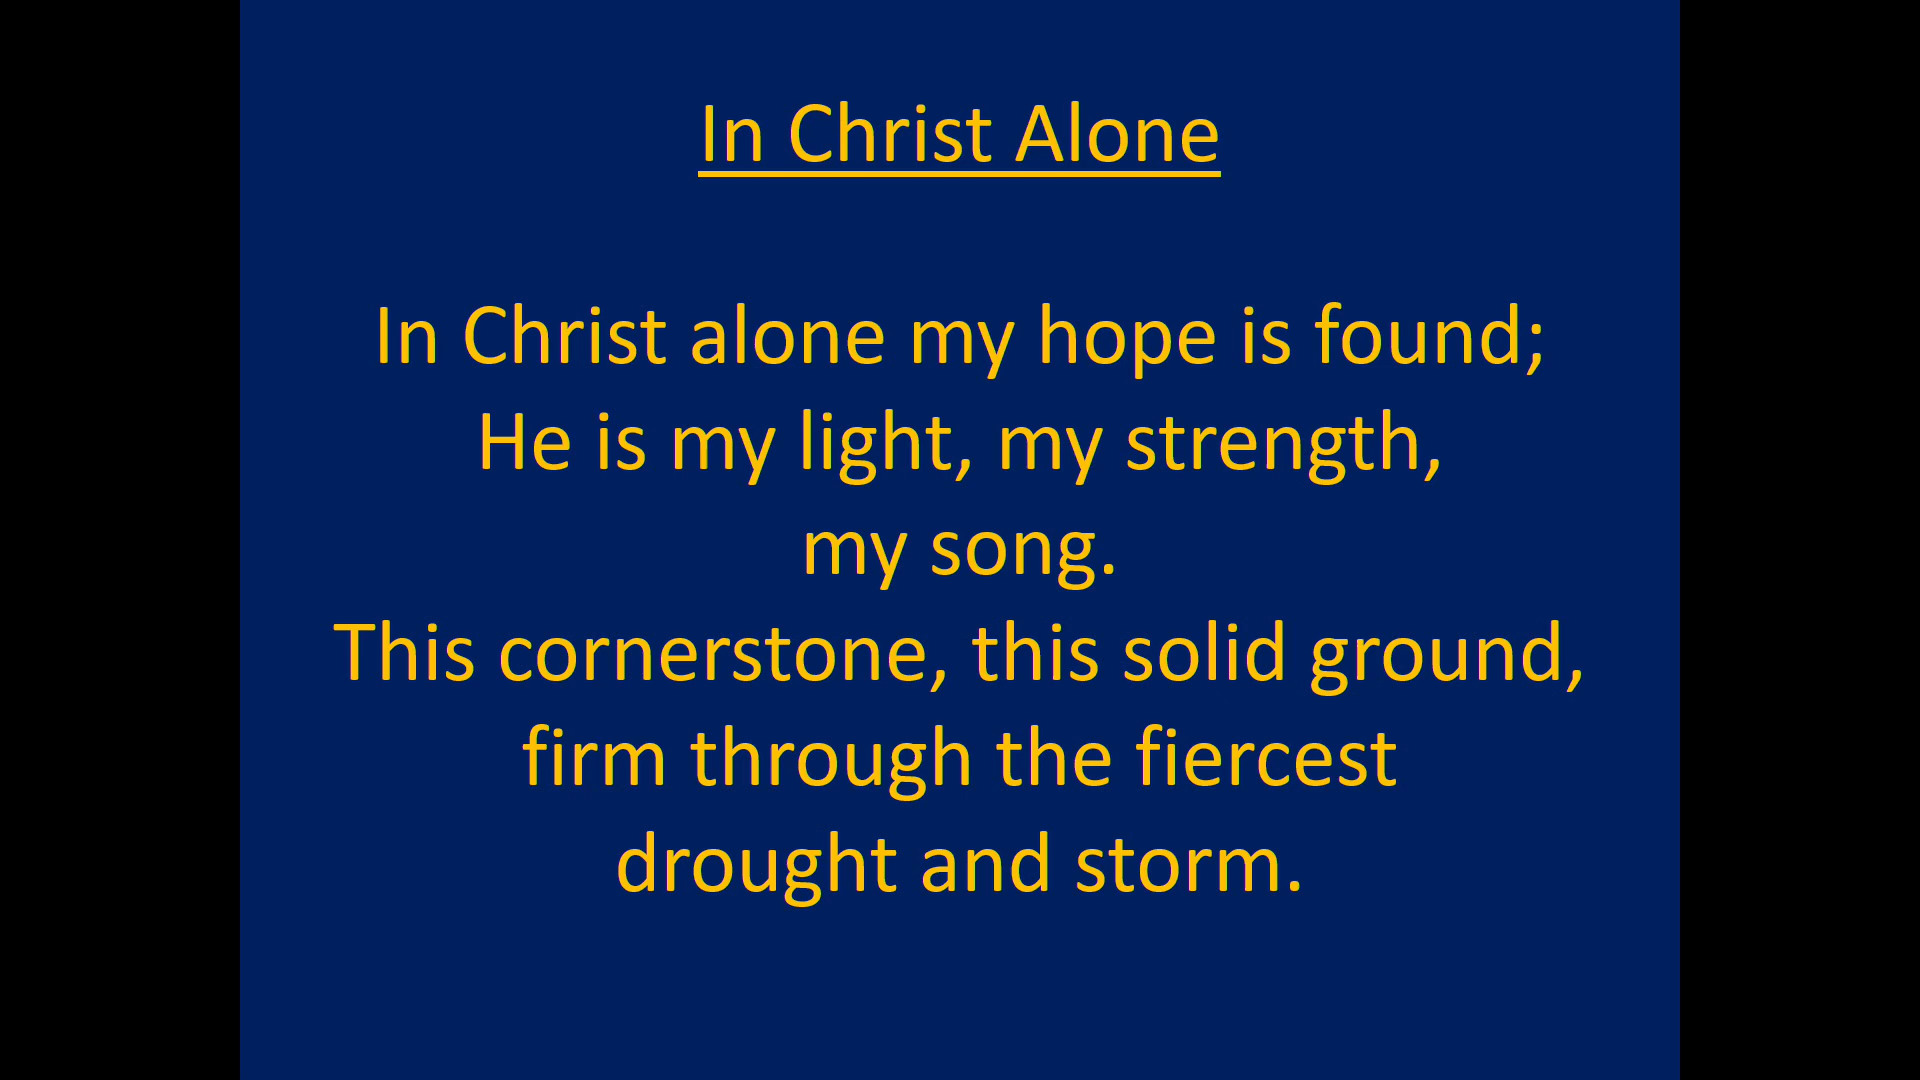 In Christ Alone
In Christ alone my hope is found;
He is my light, my strength,
my song.
This cornerstone, this solid ground,
firm through the fiercest
drought and storm.